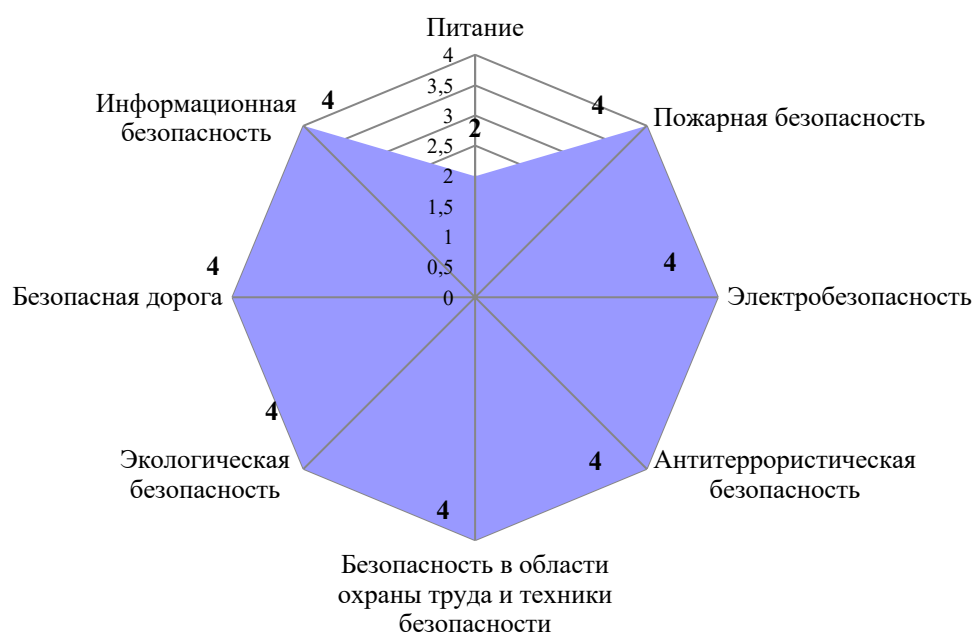 Питание
4
3,5
3
2,5
2
1,5
1
0,5
0
2
4
Пожарная безопасность
4
Электробезопасность
4
Антитеррористическая
безопасность
4
Безопасность в области
охраны труда и техники
безопасности
4
Экологическая
безопасность
4
Безопасная дорога
4
Информационная
безопасность
4